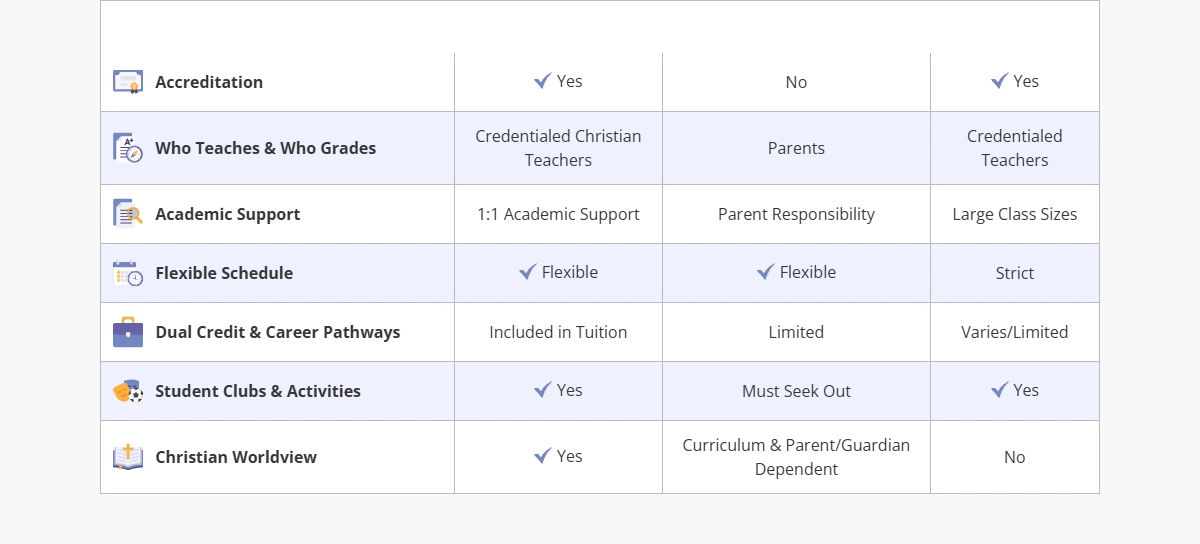 Accreditation Yes No Yes
Who Teaches & Who Grades Credentialed Christian Teachers Parents Credentialed Teachers
Academic Support 1:1 Academic Support Parent Responsibility Large Class Sizes
Flexible Schedule Flexible Flexible Strict
Dual Credit & Career Pathways Included in Tuition Limited Varies/Limited
Student Clubs & Activities Yes Must Seek Out Yes
Christian Worldview Yes Curriculum & Parent/Guardian Dependent No